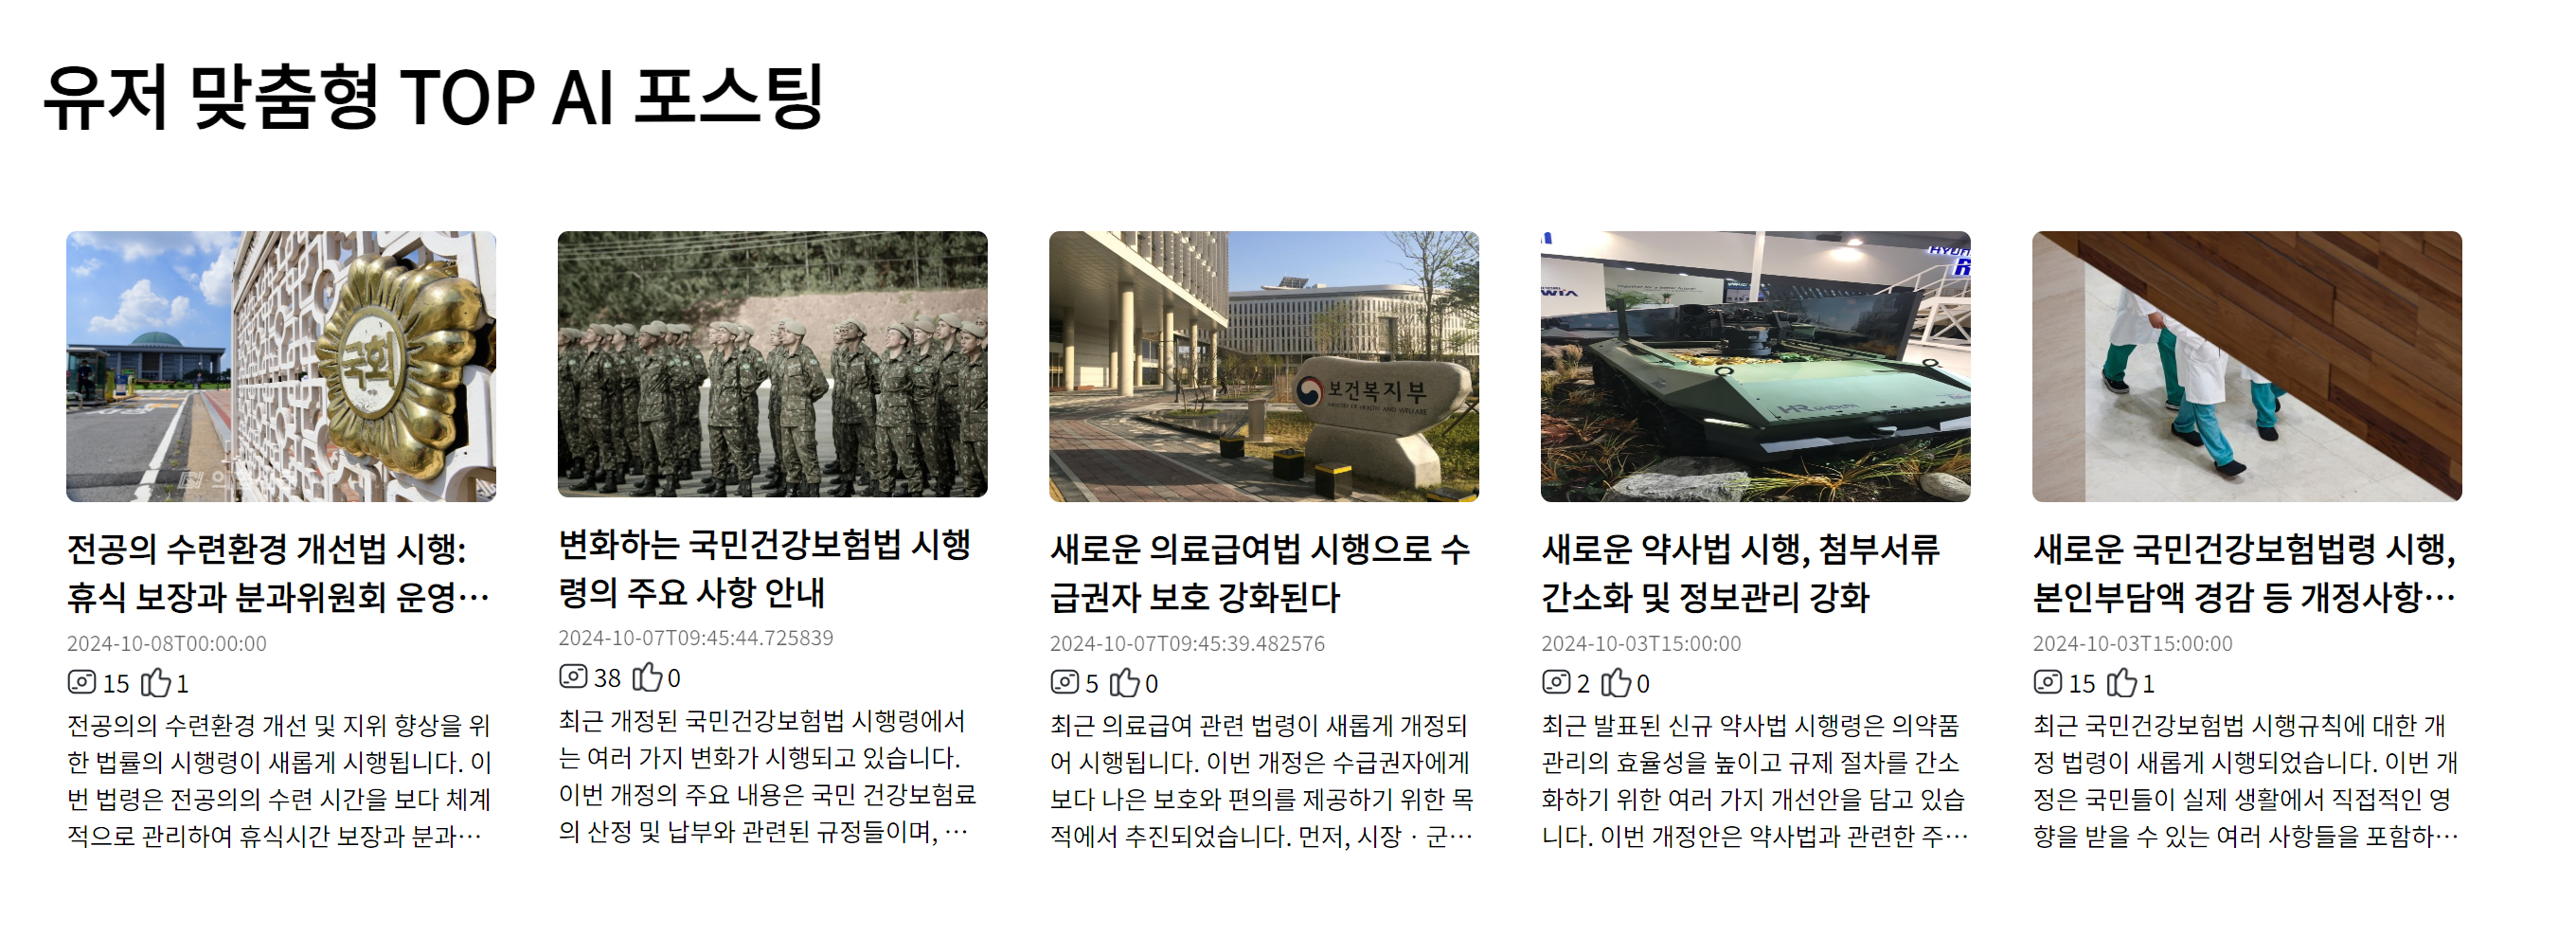 유저 맞춤형 TOP AI 포스팅
국회
보건복지부
MINISTRY OF HEALTH AND WELFARE
전공의 수련환경 개선법 시행:
휴식 보장과 분과위원회 운영···
2024-10-08T00:00:00
15 1
전공의의 수련환경 개선 및 지위 향상을 위
한 법률의 시행령이 새롭게 시행됩니다. 이
번 법령은 전공의의 수련 시간을 보다 체계
적으로 관리하여 휴식시간 보장과 분과···
변화하는 국민건강보험법 시행
령의 주요 사항 안내
2024-10-07T09:45:44.725839
38 0
최근 개정된 국민건강보험법 시행령에서
는 여러 가지 변화가 시행되고 있습니다.
이번 개정의 주요 내용은 국민 건강보험료
의 산정 및 납부와 관련된 규정들이며, ···
새로운 의료급여법 시행으로 수
급권자 보호 강화된다
2024-10-07T09:45:39.482576
5 0
최근 의료급여 관련 법령이 새롭게 개정되
어 시행됩니다. 이번 개정은 수급권자에게
보다 나은 보호와 편의를 제공하기 위한 목
적에서 추진되었습니다. 먼저, 시장ㆍ군···
새로운 약사법 시행, 첨부서류
간소화 및 정보관리 강화
2024-10-03T15:00:00
2 0
최근 발표된 신규 약사법 시행령은 의약품
관리의 효율성을 높이고 규제 절차를 간소
화하기 위한 여러 가지 개선안을 담고 있습
니다. 이번 개정안은 약사법과 관련한 주···
새로운 국민건강보험법령 시행,
본인부담액 경감 등 개정사항···
2024-10-03T15:00:00
15 1
최근 국민건강보험법 시행규칙에 대한 개
정 법령이 새롭게 시행되었습니다. 이번 개
정은 국민들이 실제 생활에서 직접적인 영
향을 받을 수 있는 여러 사항들을 포함하···